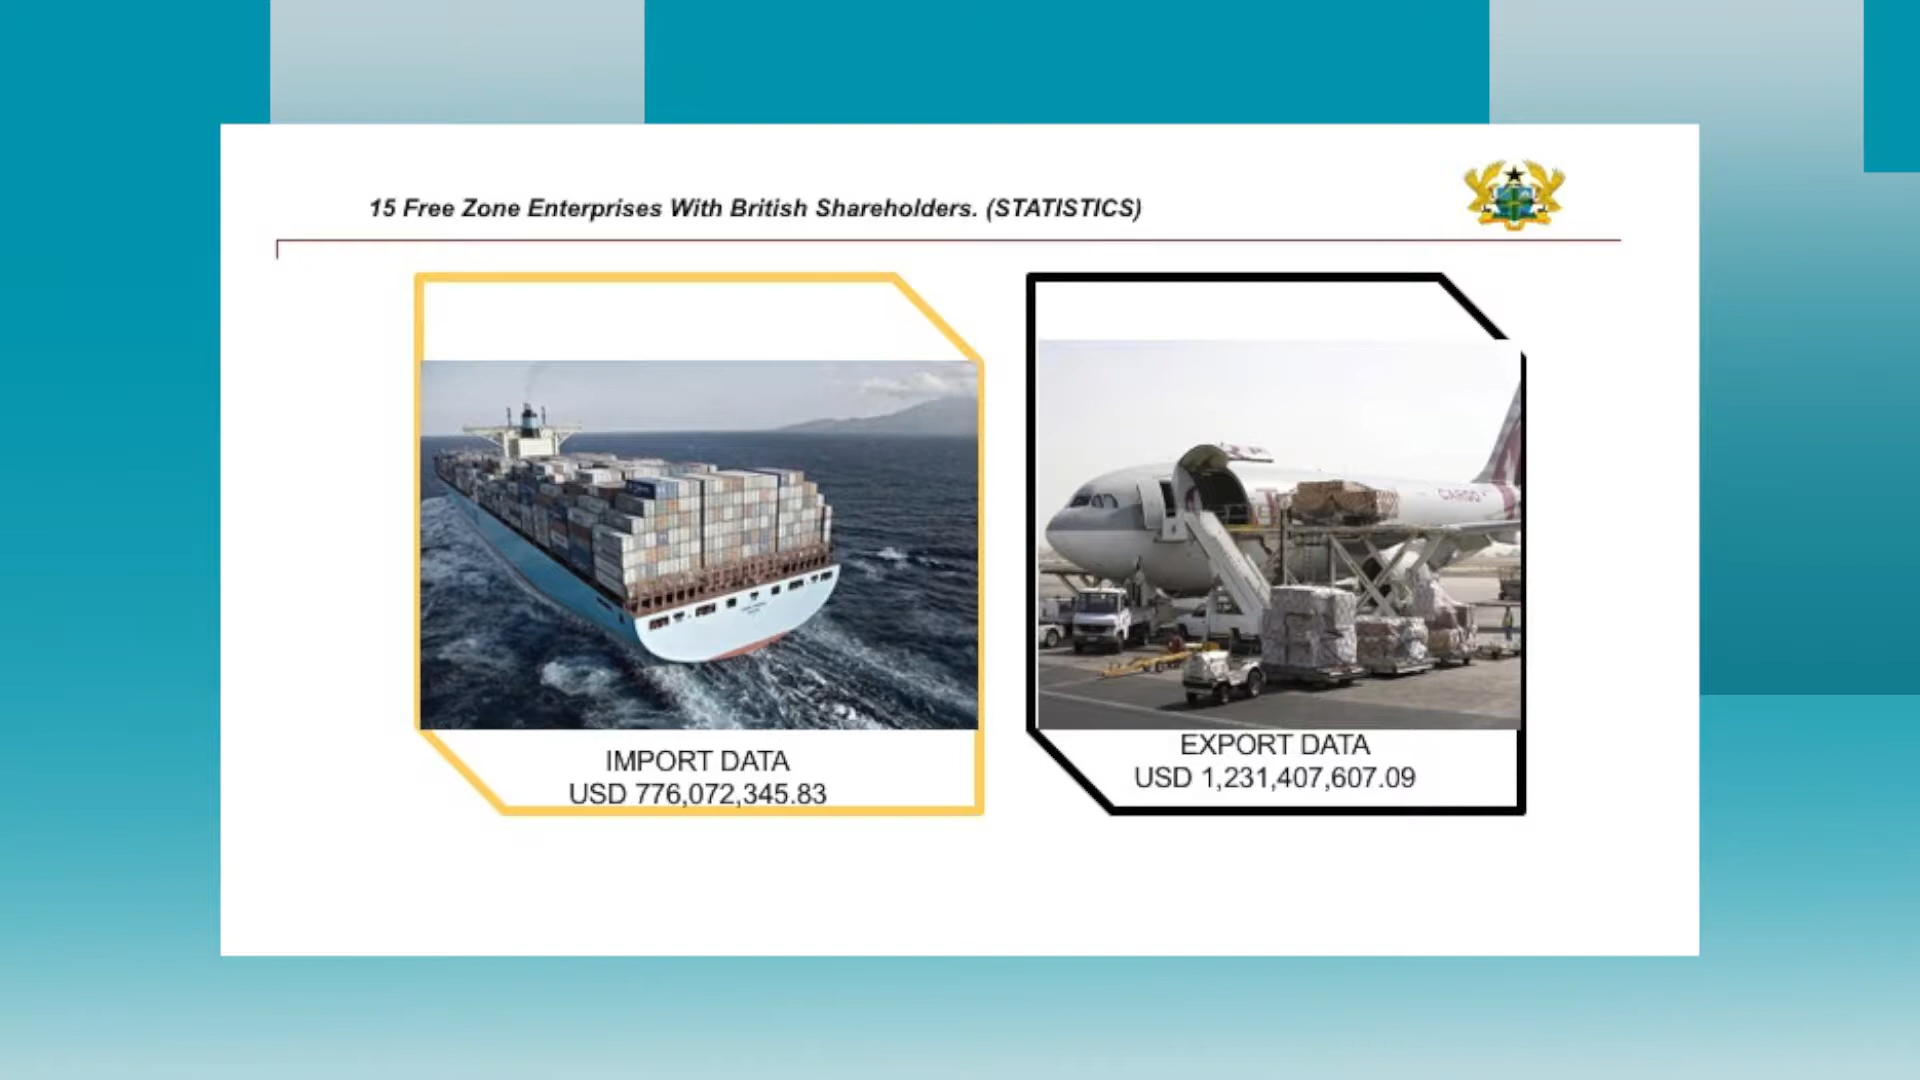 15 Free Zone Enterprises With British Shareholders. (STATISTICS)
CARGO
IMPORT DATA
USD 776,072,345.83
EXPORT DATA
USD 1,231,407,607.09